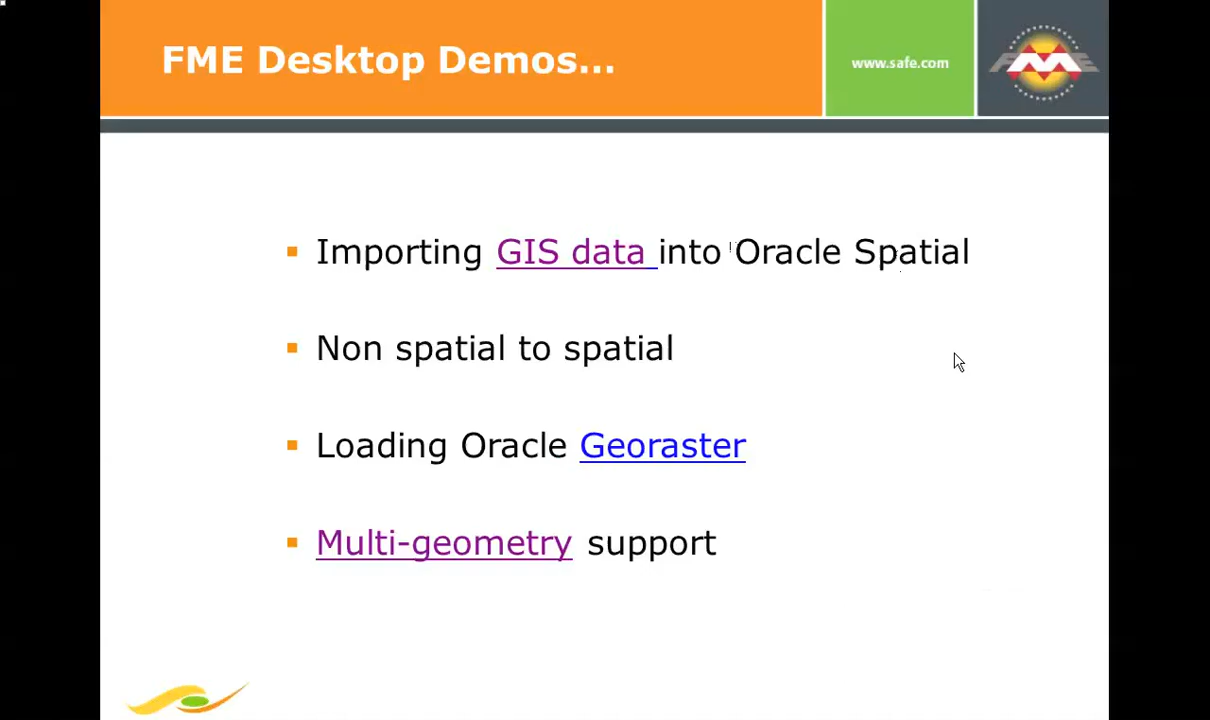 FME Desktop Demos...
www.safe.com
FME
Importing GIS data into Oracle Spatial
Non spatial to spatial
Loading Oracle Georaster
Multi-geometry support